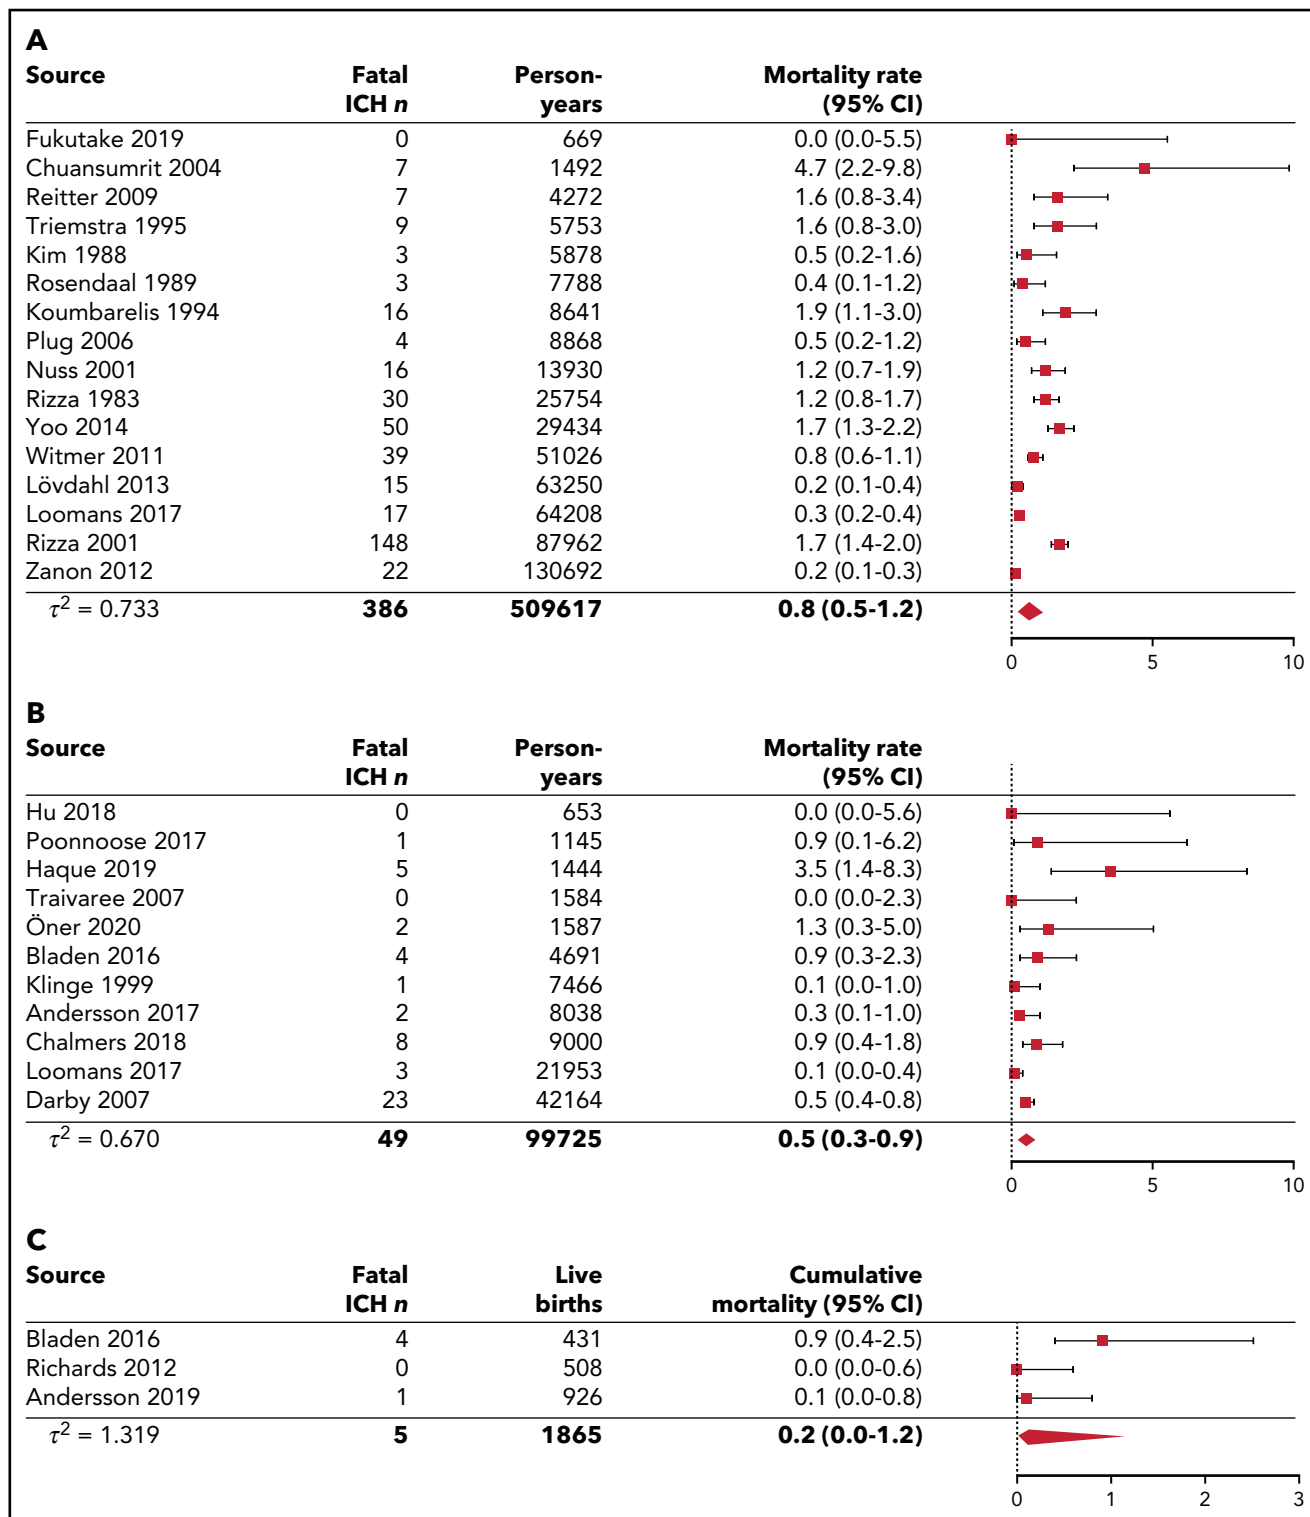 A
Source Fatal ICH n Person-years Mortality rate (95% CI)
Fukutake 2019 0 669 0.0 (0.0-5.5)
Chuansumrit 2004 7 1492 4.7 (2.2-9.8)
Reitter 2009 7 4272 1.6 (0.8-3.4)
Triemstra 1995 9 5753 1.6 (0.8-3.0)
Kim 1988 3 5878 0.5 (0.2-1.6)
Rosendaal 1989 3 7788 0.4 (0.1-1.2)
Koumbarelis 1994 16 8641 1.9 (1.1-3.0)
Plug 2006 4 8868 0.5 (0.2-1.2)
Nuss 2001 16 13930 1.2 (0.7-1.9)
Rizza 1983 30 25754 1.2 (0.8-1.7)
Yoo 2014 50 29434 1.7 (1.3-2.2)
Witmer 2011 39 51026 0.8 (0.6-1.1)
Lövdahl 2013 15 63250 0.2 (0.1-0.4)
Loomans 2017 17 64208 0.3 (0.2-0.4)
Rizza 2001 148 87962 1.7 (1.4-2.0)
Zanon 2012 22 130692 0.2 (0.1-0.3)
τ² = 0.733 386 509617 0.8 (0.5-1.2)
0 5 10
B
Source Fatal ICH n Person-years Mortality rate (95% CI)
Hu 2018 0 653 0.0 (0.0-5.6)
Poonnoose 2017 1 1145 0.9 (0.1-6.2)
Haque 2019 5 1444 3.5 (1.4-8.3)
Traivaree 2007 0 1584 0.0 (0.0-2.3)
Öner 2020 2 1587 1.3 (0.3-5.0)
Bladen 2016 4 4691 0.9 (0.3-2.3)
Klinge 1999 1 7466 0.1 (0.0-1.0)
Andersson 2017 2 8038 0.3 (0.1-1.0)
Chalmers 2018 8 9000 0.9 (0.4-1.8)
Loomans 2017 3 21953 0.1 (0.0-0.4)
Darby 2007 23 42164 0.5 (0.4-0.8)
τ² = 0.670 49 99725 0.5 (0.3-0.9)
0 5 10
C
Source Fatal ICH n Live births Cumulative mortality (95% CI)
Bladen 2016 4 431 0.9 (0.4-2.5)
Richards 2012 0 508 0.0 (0.0-0.6)
Andersson 2019 1 926 0.1 (0.0-0.8)
τ² = 1.319 5 1865 0.2 (0.0-1.2)
0 1 2 3